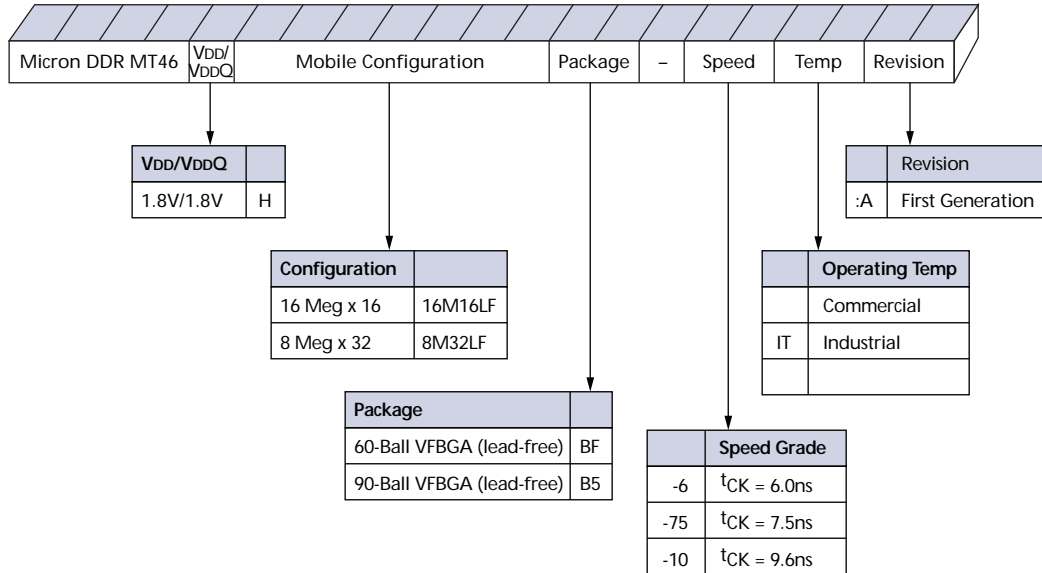 Micron DDR MT46
VDD/
VDDQ
Mobile Configuration
Package
–
Speed
Temp
Revision
VDD/VDDQ
1.8V/1.8V H
Revision
:A First Generation
Configuration
16 Meg x 16 16M16LF
8 Meg x 32 8M32LF
Operating Temp
Commercial
IT Industrial
Package
60-Ball VFBGA (lead-free) BF
90-Ball VFBGA (lead-free) B5
Speed Grade
-6 tCK = 6.0ns
-75 tCK = 7.5ns
-10 tCK = 9.6ns